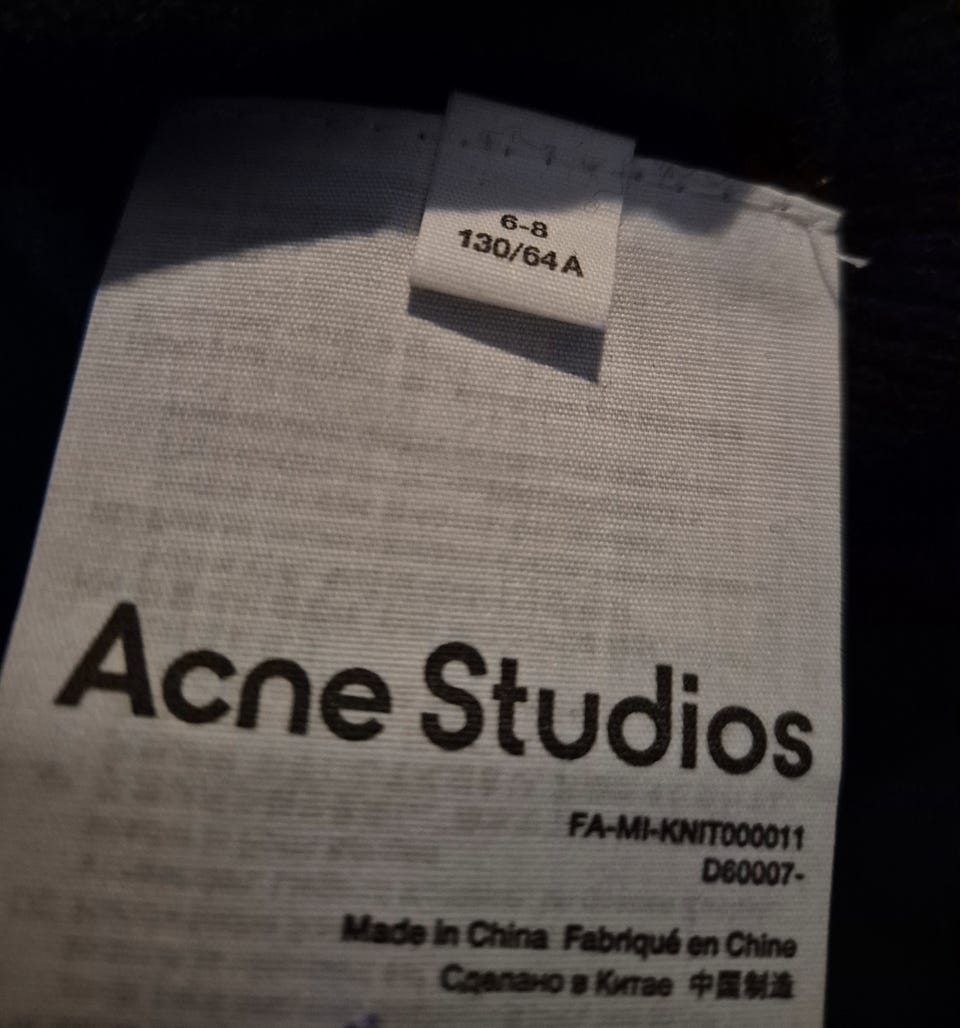 6-8
130/64A
Acne Studios
FA-MI-KNIT000011
D60007-
Made in China Fabriqué en Chine
Сделано в Китае 中国制造